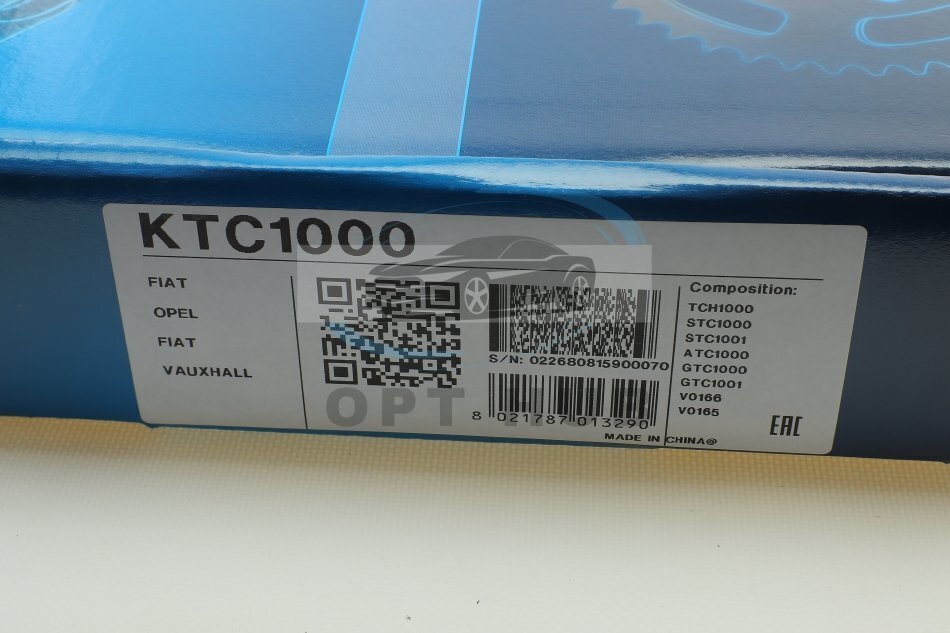 KTC1000
FIAT
OPEL
FIAT
VAUXHALL
S/N: 022680815900070
8 021787 013290
MADE IN CHINA@
Composition:
TCH1000
STC1000
STC1001
ATC1000
GTC1000
GTC1001
V0166
V0165
EAC